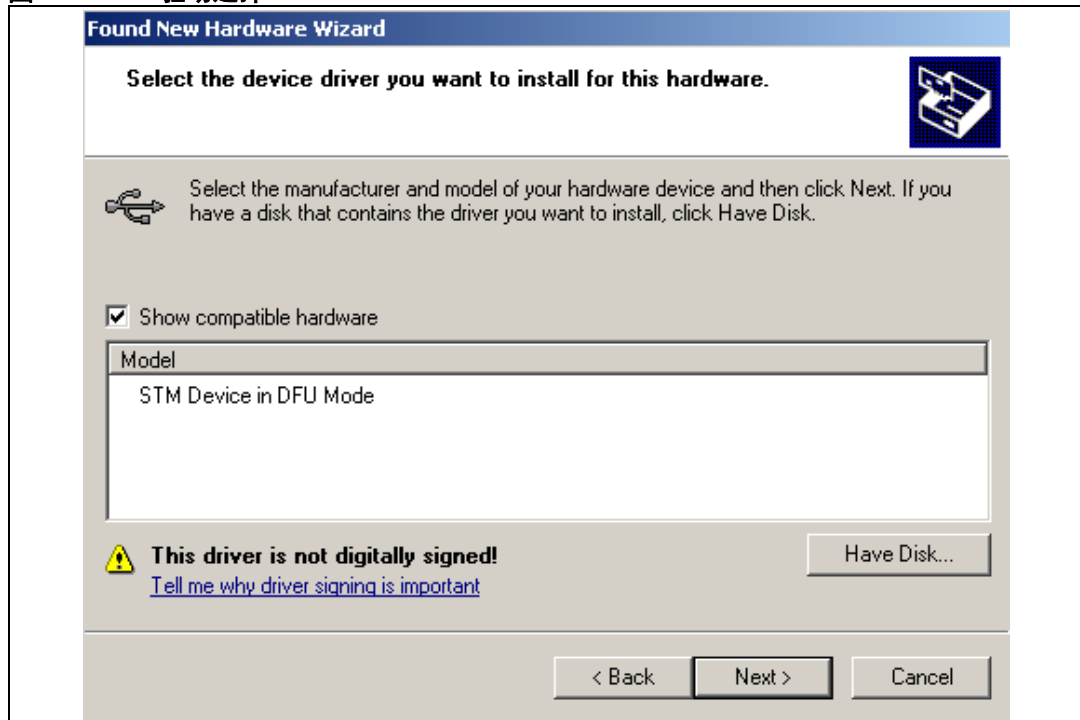 Found New Hardware Wizard
Select the device driver you want to install for this hardware.
Select the manufacturer and model of your hardware device and then click Next. If you
have a disk that contains the driver you want to install, click Have Disk.
Show compatible hardware
Model
STM Device in DFU Mode
This driver is not digitally signed!
Have Disk...
Tell me why driver signing is important
< Back
Next >
Cancel